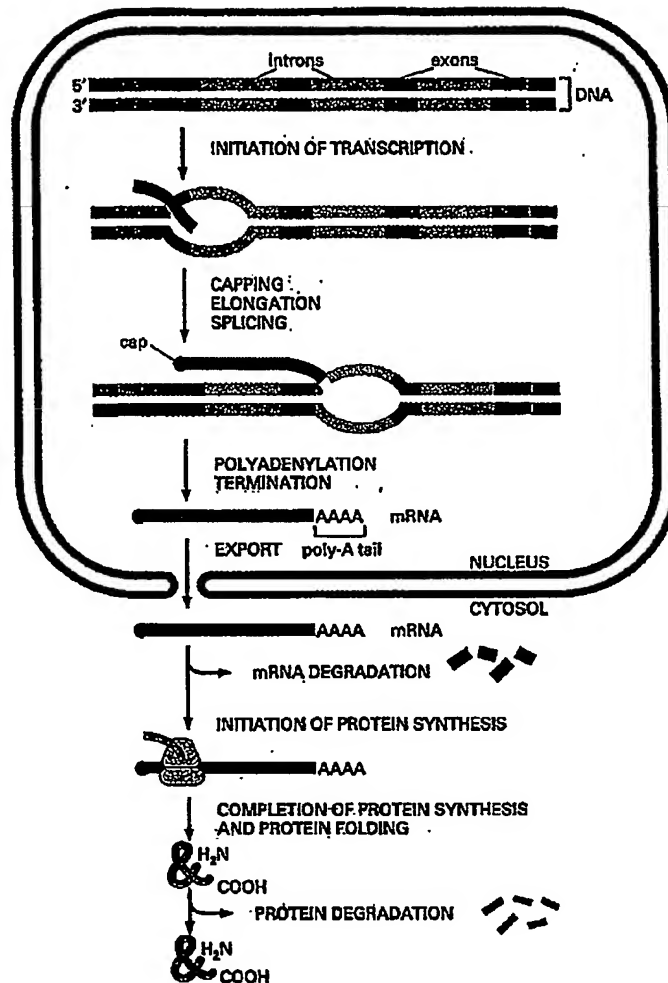 introns exons
5'
3'
DNA
INITIATION OF TRANSCRIPTION
CAPPING
ELONGATION
SPLICING
cap
POLYADENYLATION
TERMINATION
AAAA mRNA
EXPORT poly-A tail
NUCLEUS
CYTOSOL
AAAA mRNA
mRNA DEGRADATION
INITIATION OF PROTEIN SYNTHESIS
AAAA
COMPLETION OF PROTEIN SYNTHESIS
AND PROTEIN FOLDING
H₂N
COOH
PROTEIN DEGRADATION
H₂N
COOH